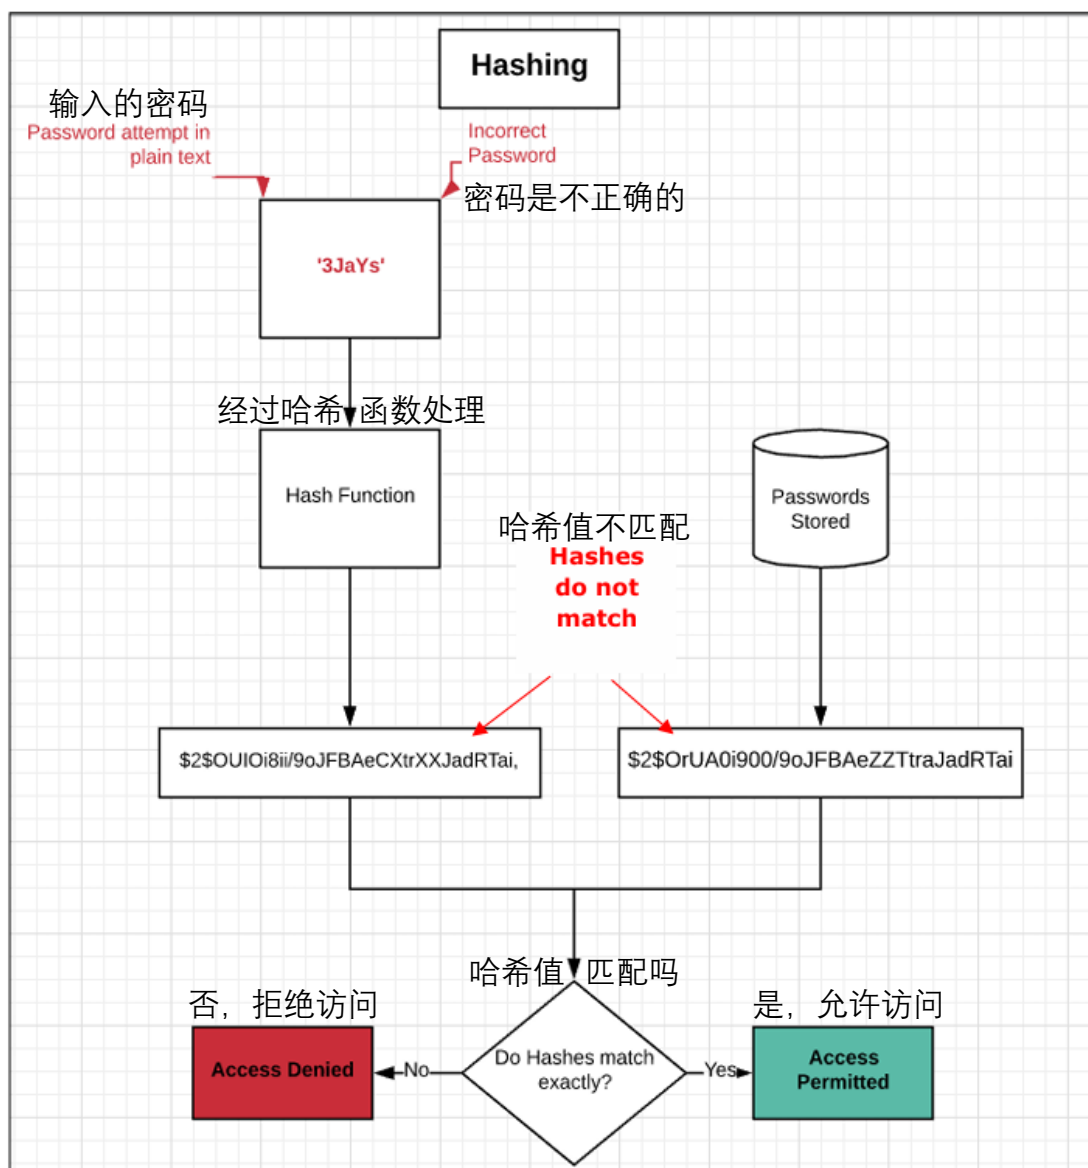 Hashing
输入的密码
Password attempt in
plain text
Incorrect
Password
密码是不正确的
'3JaYs'
经过哈希 函数处理
Hash Function
Passwords
Stored
哈希值不匹配
Hashes
do not
match
$2$OUIOi8ii/9oJFBAeCXtrXXJadRTai,
$2$OrUA0i900/9oJFBAeZZTtraJadRTai
哈希值 匹配吗
否，拒绝访问
是，允许访问
Access Denied
No
Do Hashes match
exactly?
Yes
Access
Permitted